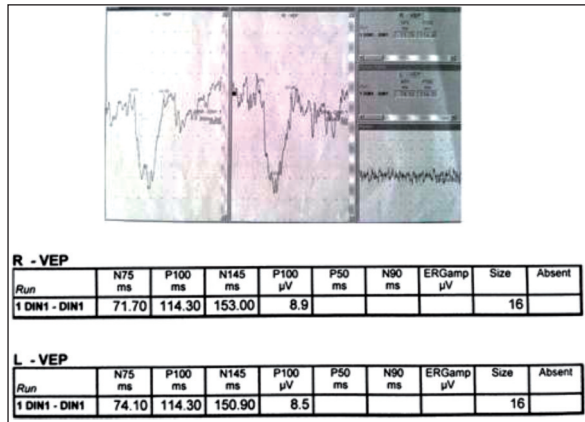 R - VEP
L - VEP
R - VEP
Run N75 ms P100 ms N145 ms P100 µV P50 ms N90 ms ERGamp µV Size Absent
1 DIN1 - DIN1 71.70 114.30 153.00 8.9 16
L - VEP
Run N75 ms P100 ms N145 ms P100 µV P50 ms N90 ms ERGamp µV Size Absent
1 DIN1 - DIN1 74.10 114.30 150.90 8.5 16